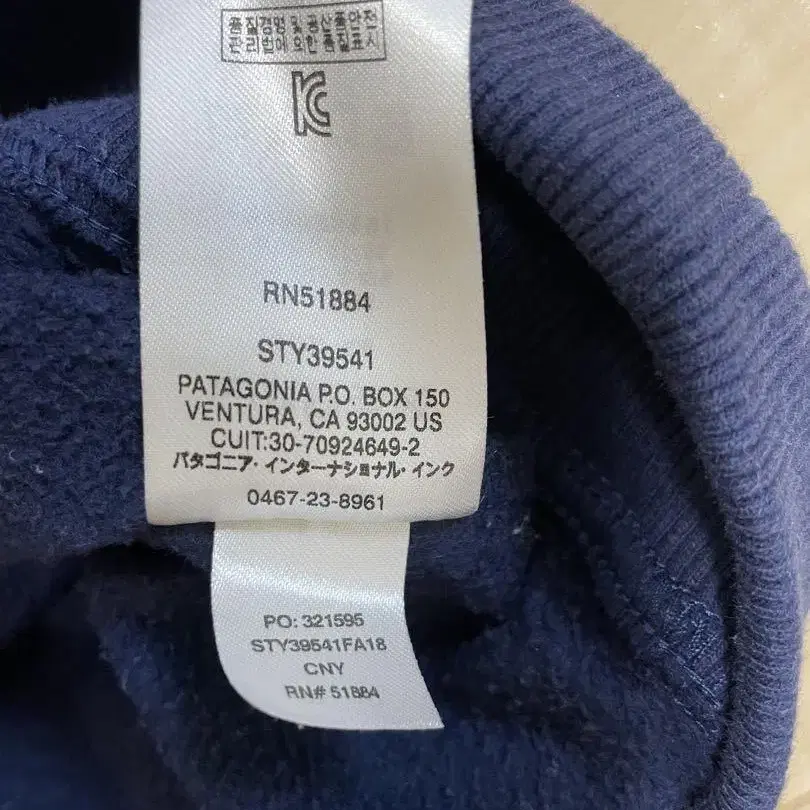 품질경영및공산품안전
관리법에의한품질표시
KC
RN51884
STY39541
PATAGONIA P.O. BOX 150
VENTURA, CA 93002 US
CUIT:30-70924649-2
パタゴニア・インターナショナル・インク
0467-23-8961
PO: 321595
STY39541FA18
CNY
RN# 51884